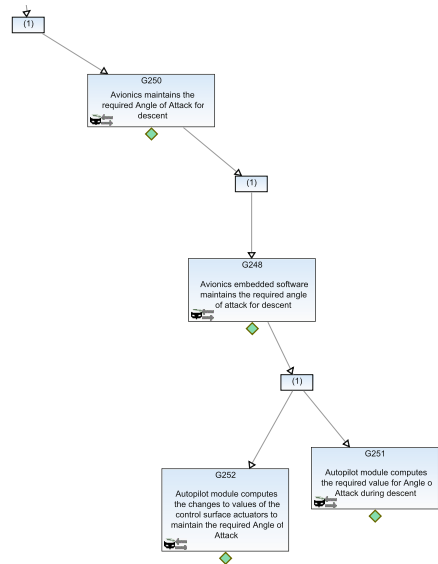 (1)
G250
Avionics maintains the
required Angle of Attack for
descent
(1)
G248
Avionics embedded software
maintains the required angle
of attack for descent
(1)
G251
Autopilot module computes
the required value for Angle o
Attack during descent
G252
Autopilot module computes
the changes to values of the
control surface actuators to
maintain the required Angle of
Attack